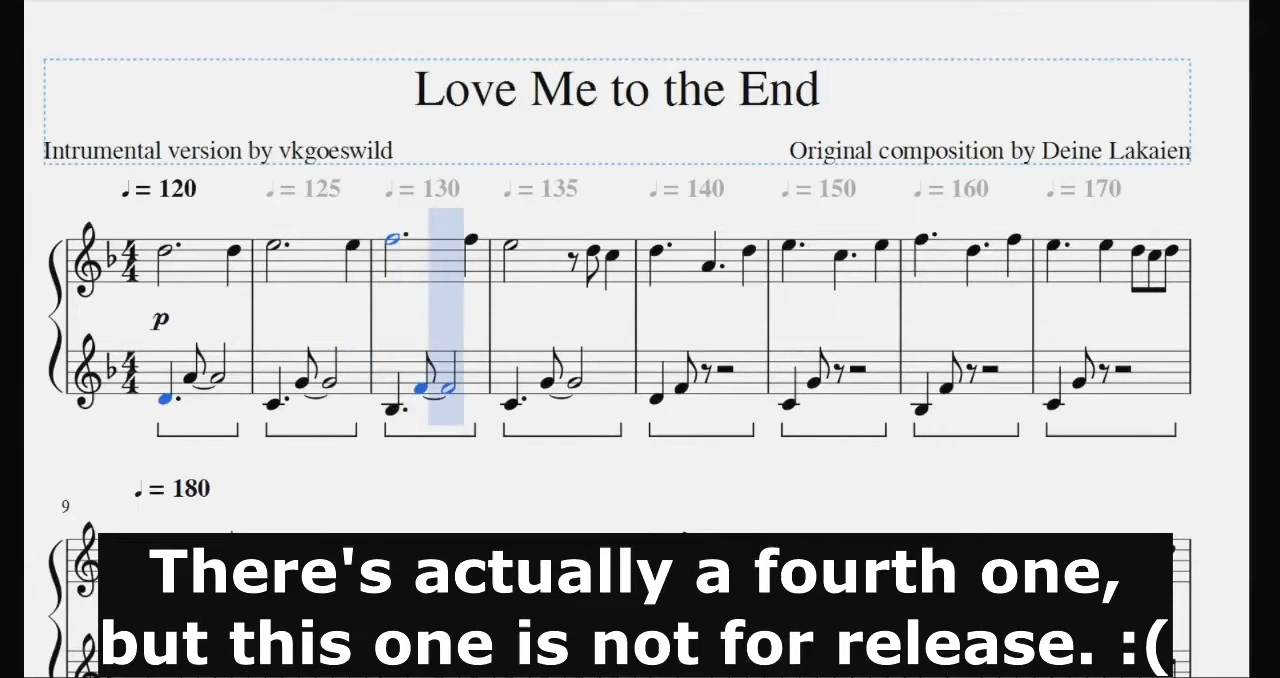 Love Me to the End
Intrumental version by vkgoeswild
Original composition by Deine Lakaien
♩ = 120 ♩ = 125 ♩ = 130 ♩ = 135 ♩ = 140 ♩ = 150 ♩ = 160 ♩ = 170
p
♩ = 180
9
There's actually a fourth one,
but this one is not for release. :(